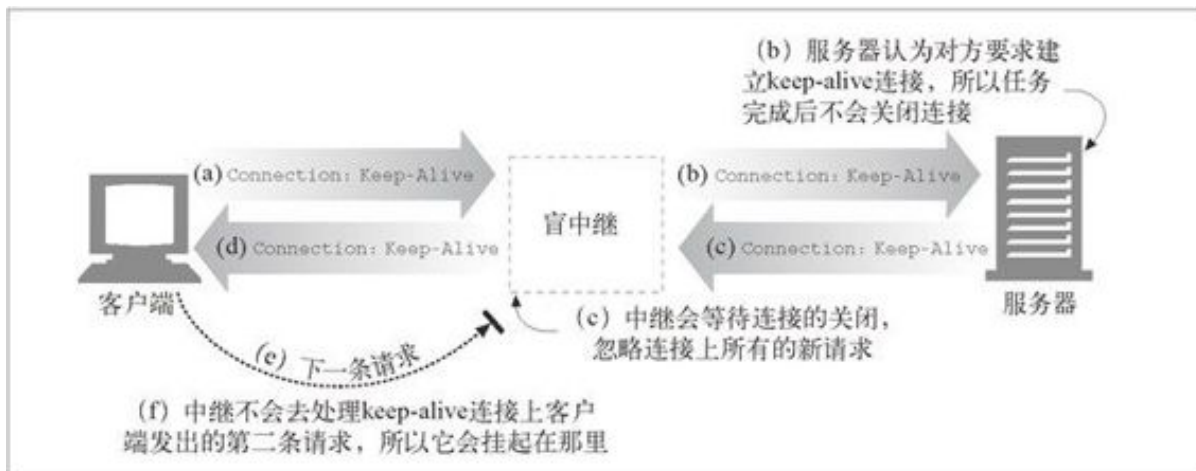 (b) 服务器认为对方要求建
立keep-alive连接，所以任务
完成后不会关闭连接
(a) Connection: Keep-Alive
(b) Connection: Keep-Alive
盲中继
(d) Connection: Keep-Alive
(c) Connection: Keep-Alive
客户端
服务器
(c) 中继会等待连接的关闭，
忽略连接上所有的新请求
(e) 下一条请求
(f) 中继不会去处理keep-alive连接上客户
端发出的第二条请求，所以它会挂起在那里